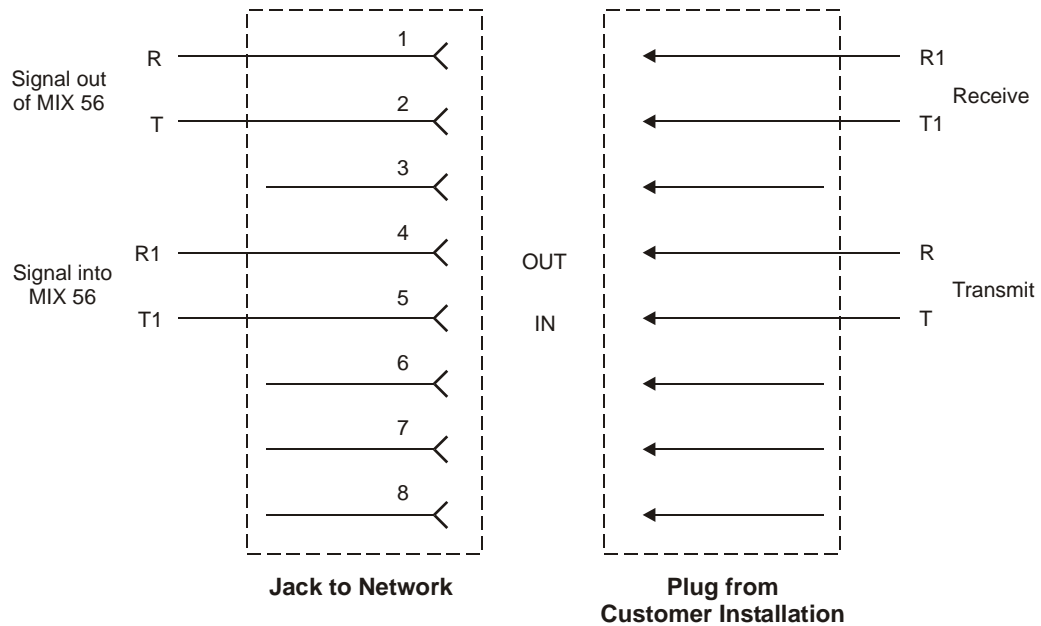 1
R
R1
Signal out
of MIX 56
Receive
2
T
T1
3
4
R1
OUT
R
Signal into
MIX 56
Transmit
5
T1
IN
T
6
7
8
Jack to Network
Plug from
Customer Installation